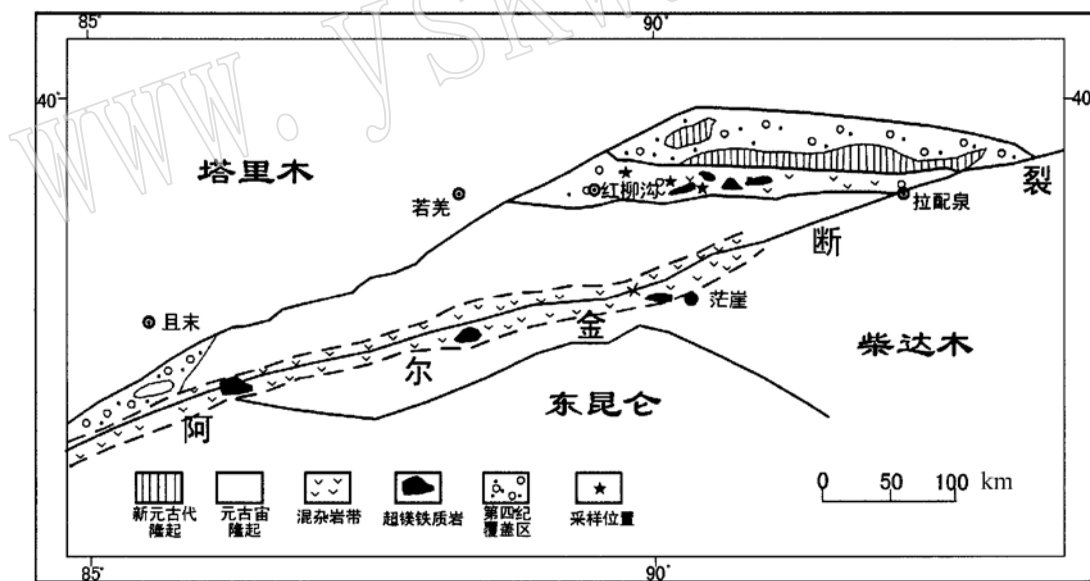 85°
90°
www.yskw
40°
40
塔里木
裂
若羌
红柳沟
拉配泉
断
且末
茫崖
金
尔
柴达木
阿
东昆仑
0 50 100 km
新元古代
隆起
元古宙
隆起
混杂岩带
超镁铁质岩
第四纪
覆盖区
采样位置
85°
90°